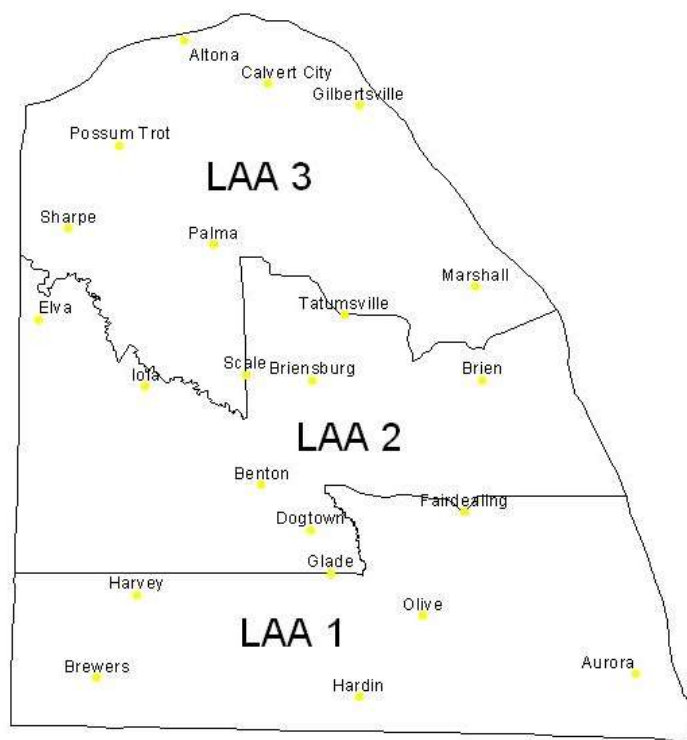 Altona
Calvert City
Gilbertsville
Possum Trot
LAA 3
Sharpe
Palma
Marshall
Elva
Tatumsville
Scale
Briensburg
Brien
Iola
LAA 2
Benton
Fairdealing
Dogtown
Glade
Harvey
Olive
LAA 1
Brewers
Aurora
Hardin